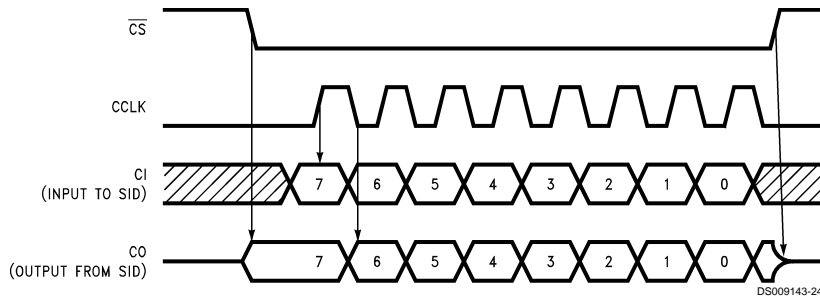 CS
CCLK
CI
(INPUT TO SID)
7 6 5 4 3 2 1 0
CO
(OUTPUT FROM SID)
7 6 5 4 3 2 1 0
DS009143-24